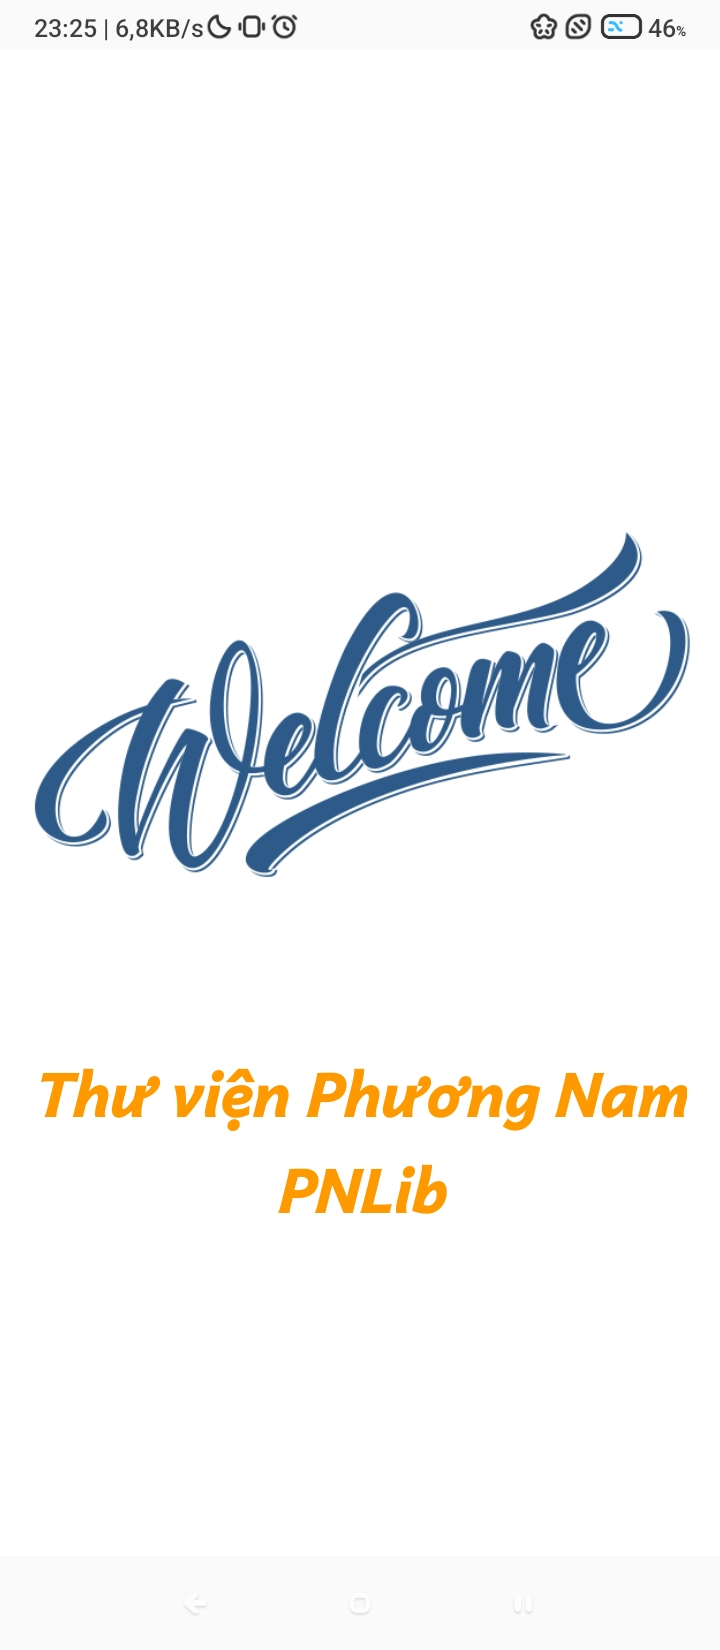 23:25 | 6,8KB/s 46%
Welcome
Thư viện Phương Nam
PNLib